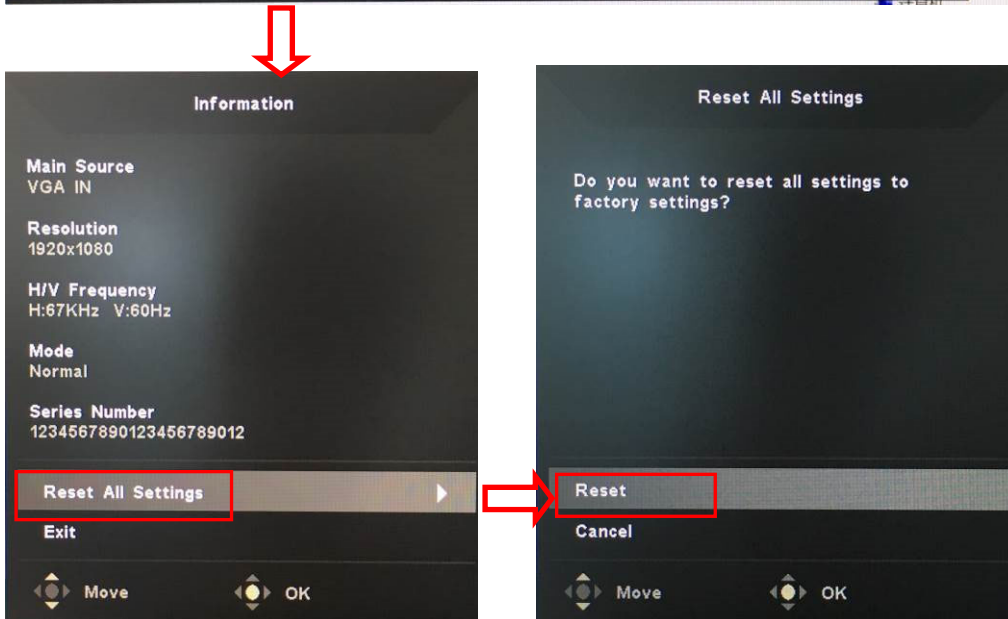 Information
Main Source
VGA IN
Resolution
1920x1080
H/V Frequency
H:67KHz V:60Hz
Mode
Normal
Series Number
1234567890123456789012
Reset All Settings
Exit
Move OK
Reset All Settings
Do you want to reset all settings to
factory settings?
Reset
Cancel
Move OK